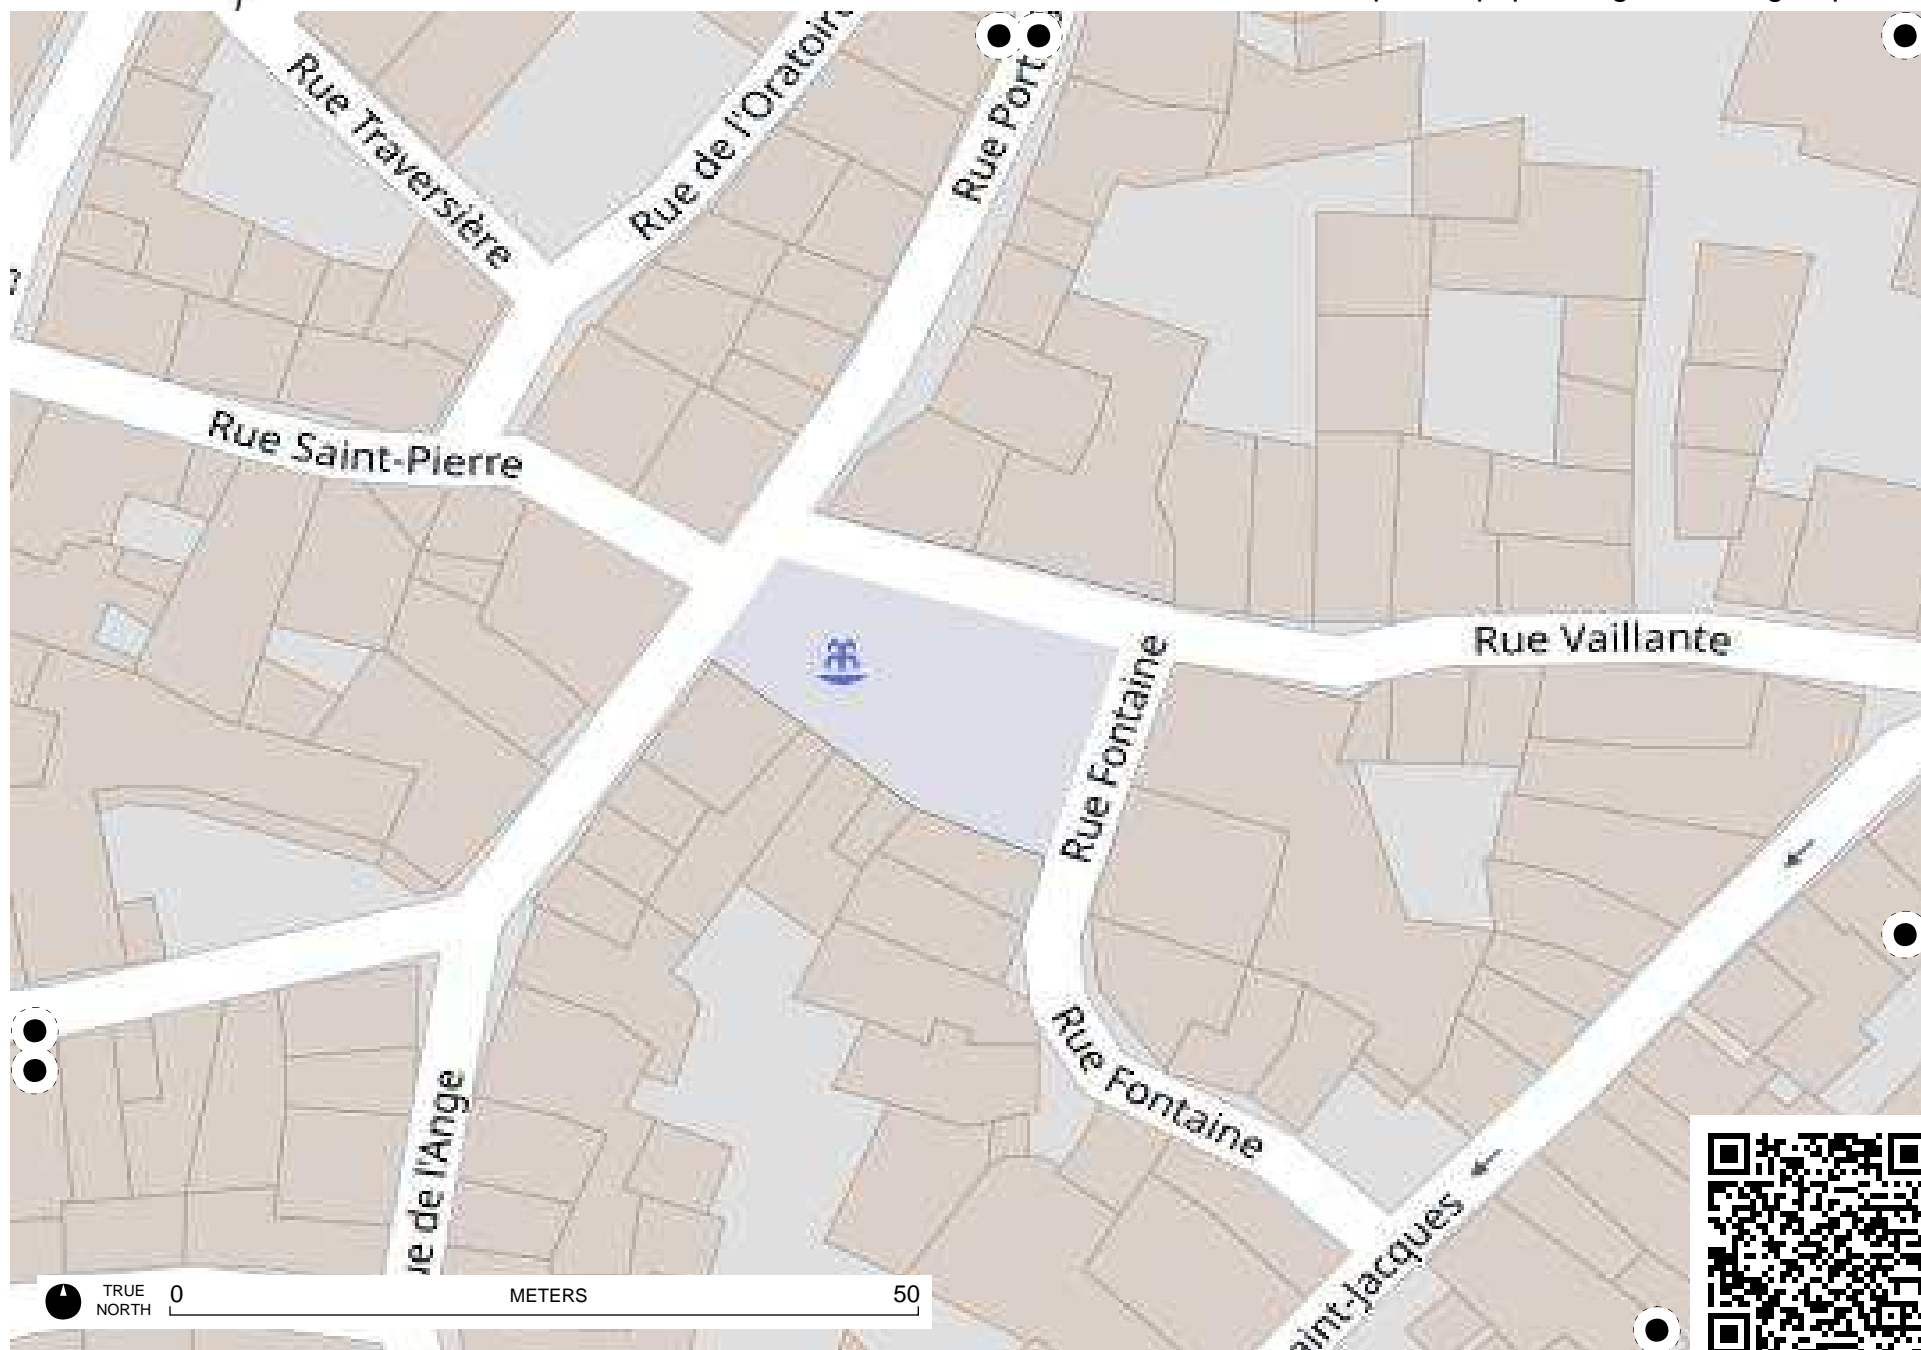 Rue Traversière
Rue de l'Oratoire
Rue Port
Rue Saint-Pierre
Rue Vaillante
Rue Fontaine
Rue Fontaine
ue de l'Ange
aint-Jacques
TRUE
NORTH
0 METERS 50